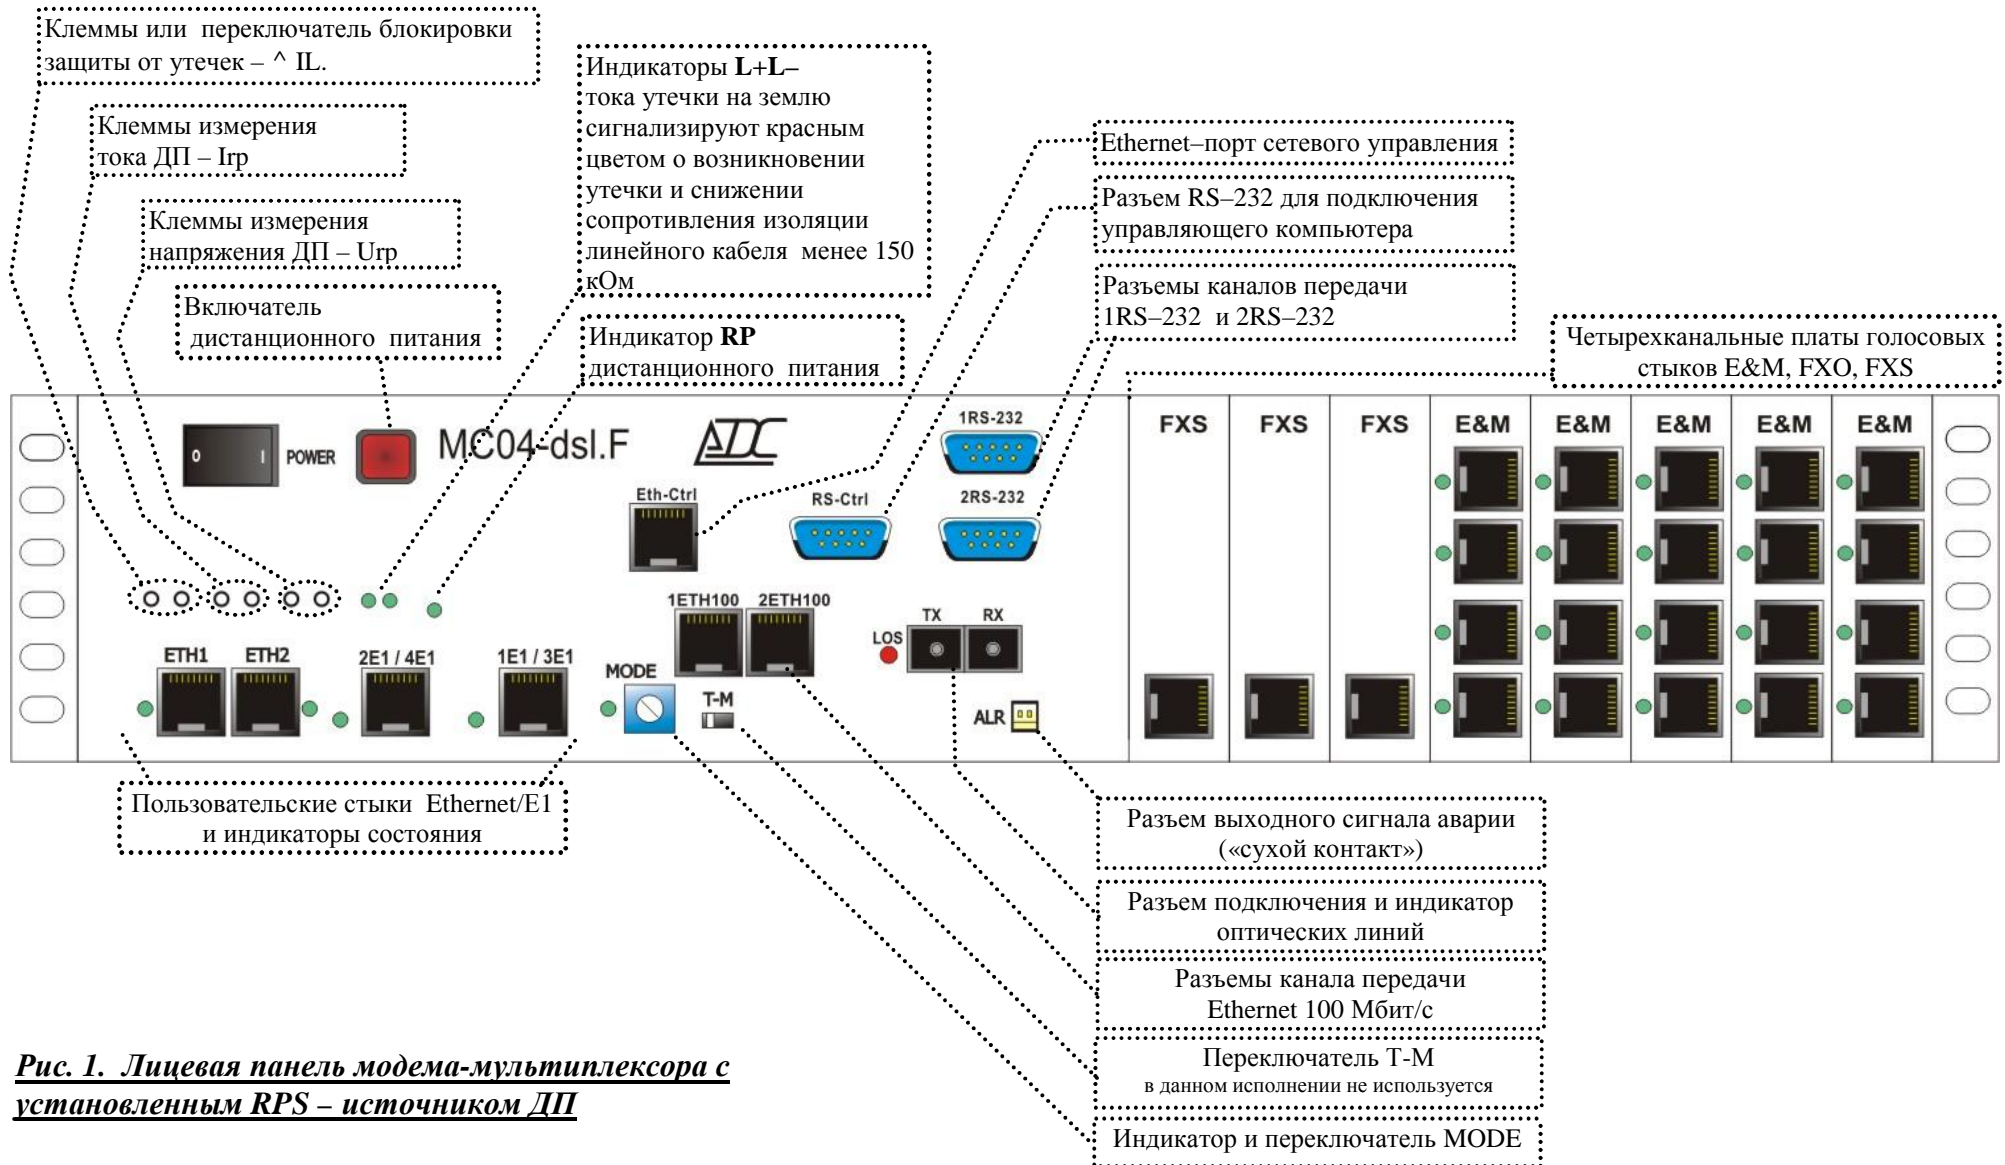 Клеммы или переключатель блокировки
защиты от утечек – ^ IL.
Клеммы измерения
тока ДП – Irp
Клеммы измерения
напряжения ДП – Urp
Включатель
дистанционного питания
Индикаторы L+L–
тока утечки на землю
сигнализируют красным
цветом о возникновении
утечки и снижении
сопротивления изоляции
линейного кабеля менее 150
кОм
Индикатор RP
дистанционного питания
Ethernet–порт сетевого управления
Разъем RS–232 для подключения
управляющего компьютера
Разъемы каналов передачи
1RS–232 и 2RS–232
Четырехканальные платы голосовых
стыков E&M, FXO, FXS
0 I POWER
MC04-dsl.F
ADC
1RS-232
FXS FXS FXS E&M E&M E&M E&M E&M
Eth-Ctrl
RS-Ctrl
2RS-232
1ETH100 2ETH100
TX RX
LOS
ETH1 ETH2 2E1 / 4E1 1E1 / 3E1
MODE
T-M
ALR
Пользовательские стыки Ethernet/E1
и индикаторы состояния
Разъем выходного сигнала аварии
(«сухой контакт»)
Разъем подключения и индикатор
оптических линий
Разъемы канала передачи
Ethernet 100 Мбит/с
Переключатель T-M
в данном исполнении не используется
Индикатор и переключатель MODE
Рис. 1. Лицевая панель модема-мультиплексора с
установленным RPS – источником ДП